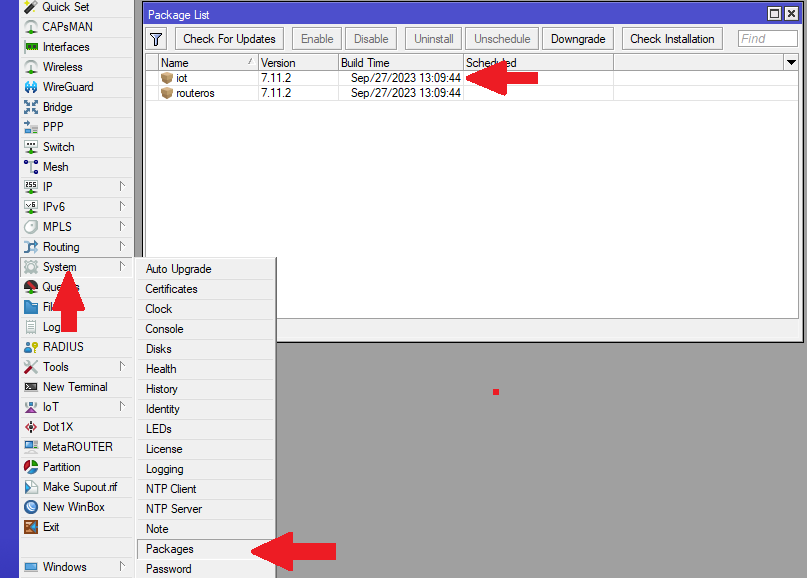 Quick Set
CAPsMAN
Interfaces
Wireless
WireGuard
Bridge
PPP
Switch
Mesh
IP
IPv6
MPLS
Routing
System
Files
Log
RADIUS
Tools
New Terminal
IoT
Dot1X
MetaROUTER
Partition
Make Supout.rif
New WinBox
Exit
Windows
Auto Upgrade
Certificates
Clock
Console
Disks
Health
History
Identity
LEDs
License
Logging
NTP Client
NTP Server
Note
Packages
Password
Package List
Check For Updates Enable Disable Uninstall Unschedule Downgrade Check Installation Find
Name Version Build Time Scheduled
iot 7.11.2 Sep/27/2023 13:09:44
routeros 7.11.2 Sep/27/2023 13:09:44